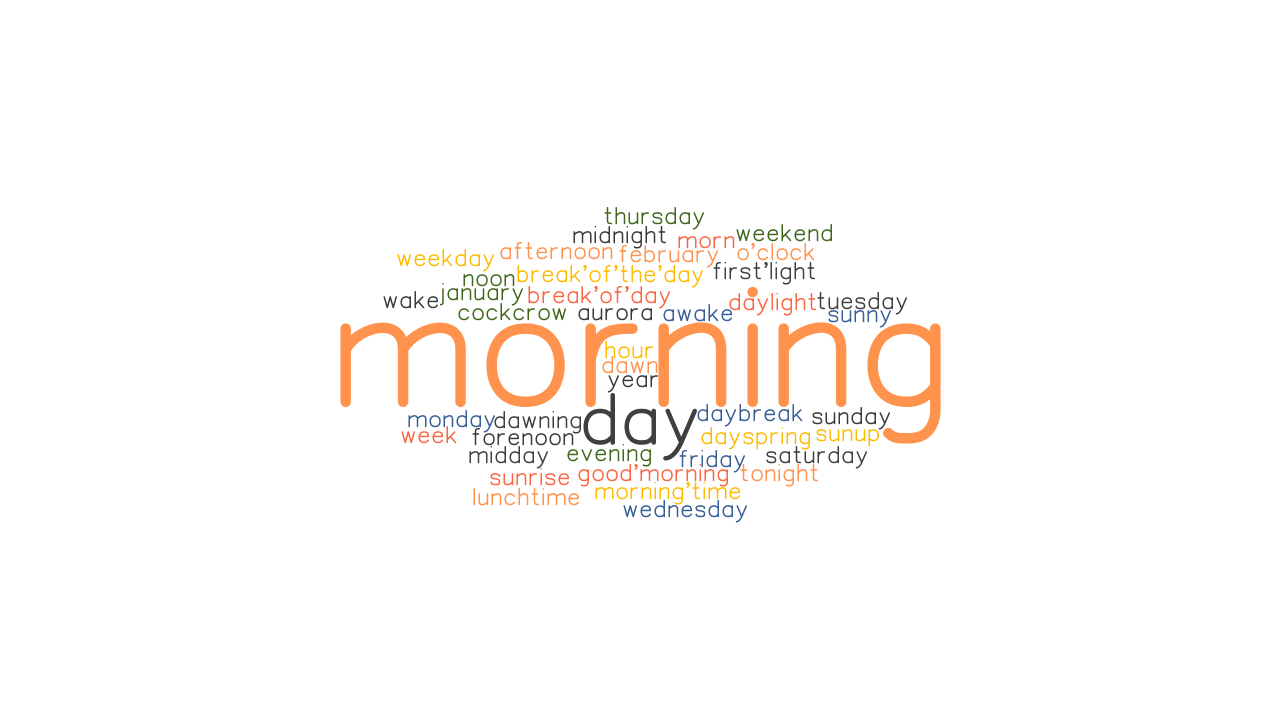 thursday
midnight morn weekend
weekday afternoon february o'clock
noon break'of'the'day first'light
wake january break'of'day daylight tuesday
cockcrow aurora awake sunny
morning
hour
dawn
year
day
monday dawning daybreak sunday
week forenoon dayspring sunup
midday evening friday saturday
sunrise good'morning tonight
lunchtime morning'time
wednesday